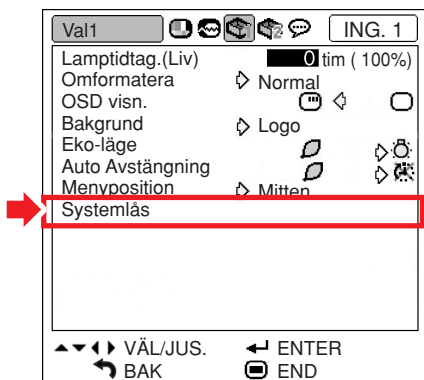 Val1 ING. 1
Lamptidtag.(Liv) 0 tim ( 100%)
Omformatera Normal
OSD visn.
Bakgrund Logo
Eko-läge
Auto Avstängning
Menyposition Mitten
Systemlås
VÄL/JUS. ENTER
BAK END